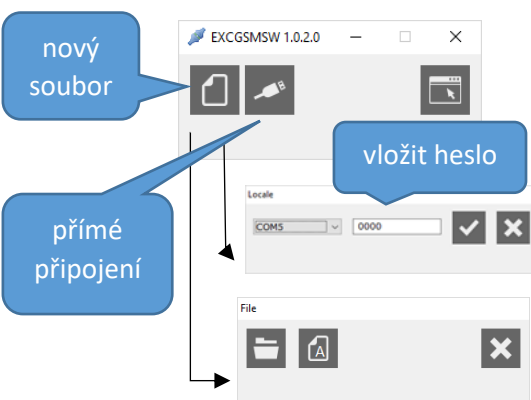 nový
soubor
EXCGSMSW 1.0.2.0
vložit heslo
Locale
COM5
0000
přímé
připojení
File
A